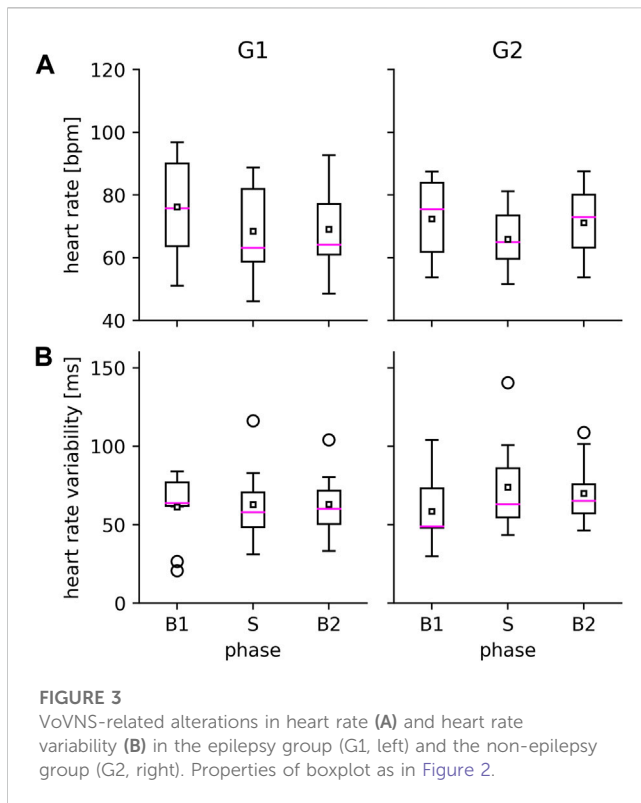 G1
G2
A
120
100
80
60
40
heart rate [bpm]
B
150
100
50
0
heart rate variability [ms]
B1 S B2
phase
B1 S B2
phase
FIGURE 3
VoVNS-related alterations in heart rate (A) and heart rate
variability (B) in the epilepsy group (G1, left) and the non-epilepsy
group (G2, right). Properties of boxplot as in Figure 2.